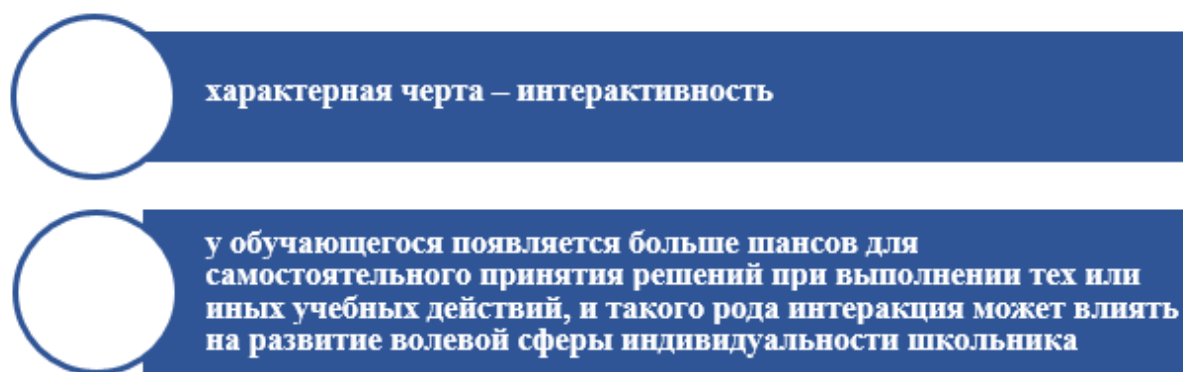 характерная черта – интерактивность
у обучающегося появляется больше шансов для
самостоятельного принятия решений при выполнении тех или
иных учебных действий, и такого рода интеракция может влиять
на развитие волевой сферы индивидуальности школьника